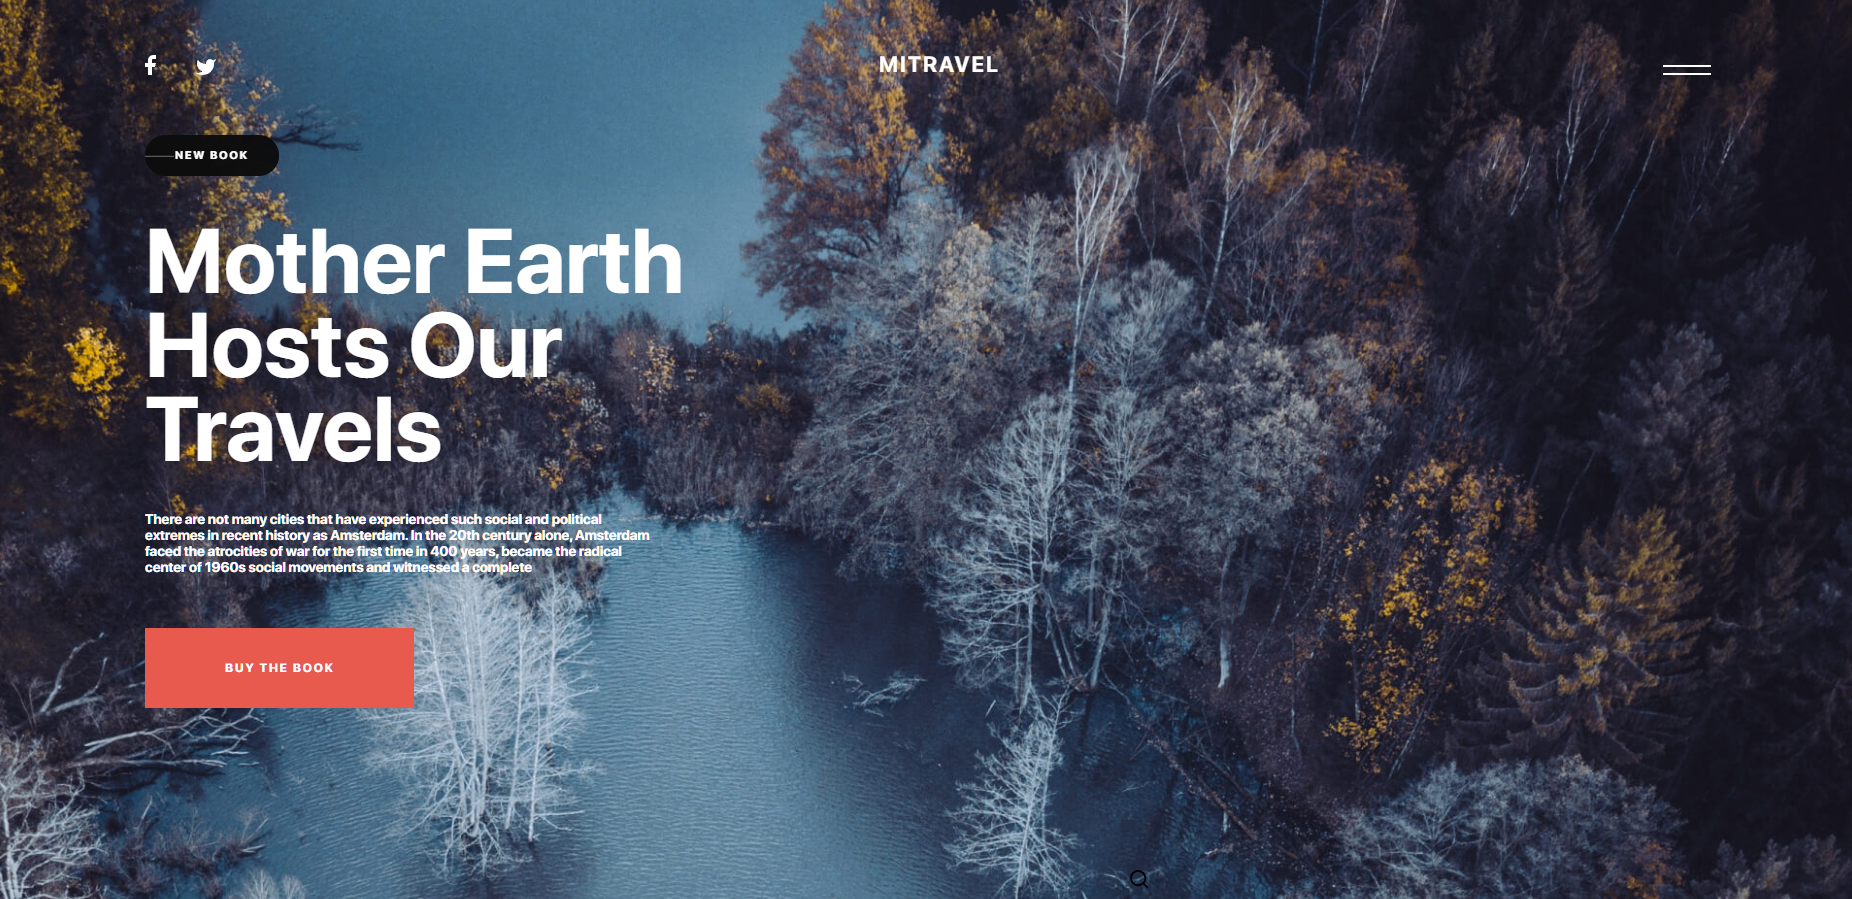 MITRAVEL
NEW BOOK
Mother Earth
Hosts Our
Travels
There are not many cities that have experienced such social and political
extremes in recent history as Amsterdam. In the 20th century alone, Amsterdam
faced the atrocities of war for the first time in 400 years, became the radical
center of 1960s social movements and witnessed a complete
BUY THE BOOK